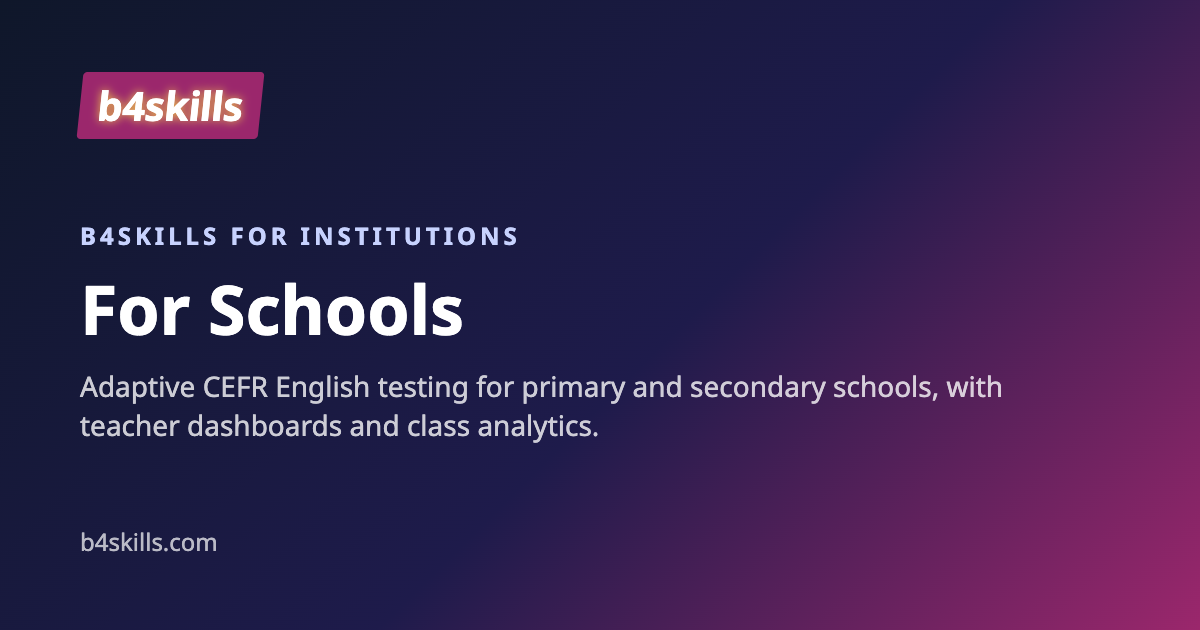 b4skills
B4SKILLS FOR INSTITUTIONS
For Schools
Adaptive CEFR English testing for primary and secondary schools, with
teacher dashboards and class analytics.
b4skills.com